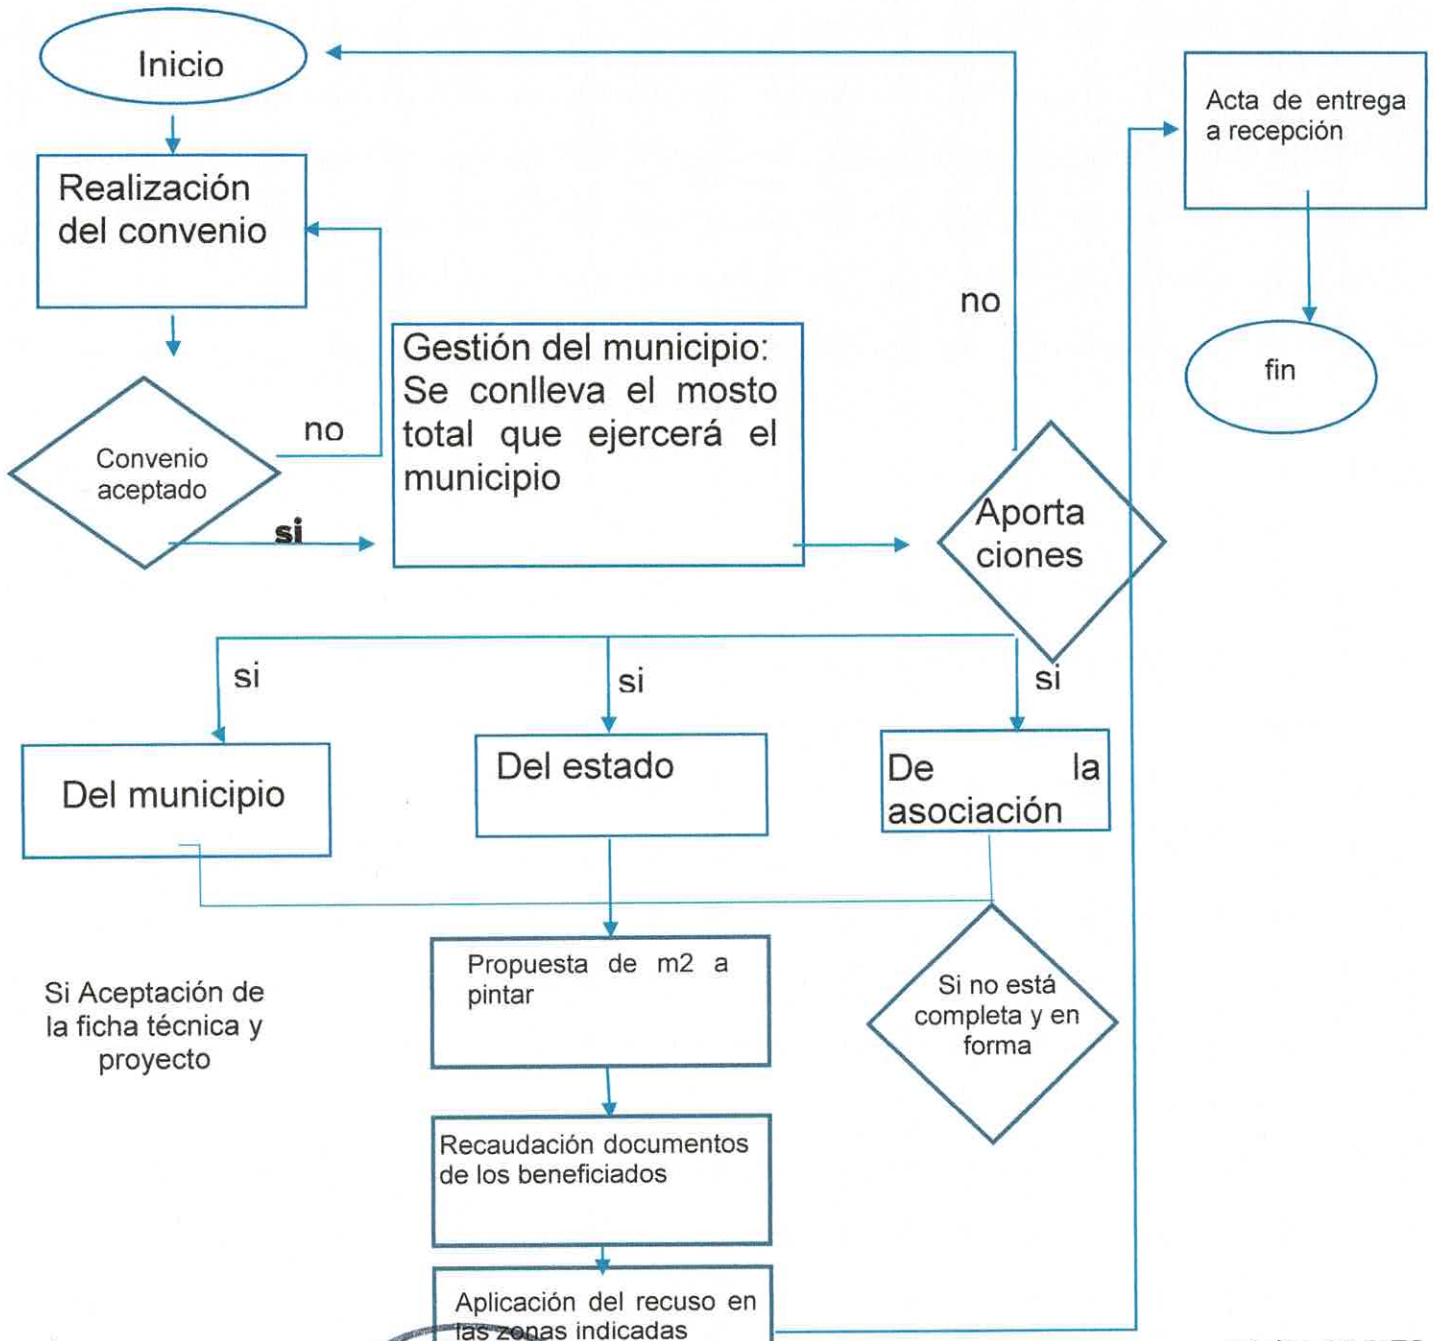 Inicio
Acta de entrega
a recepción
Realización
del convenio
no
fin
Gestión del municipio:
Se conlleva el mosto
total que ejercerá el
municipio
no
Convenio
aceptado
si
Aporta
ciones
si
si
si
Del municipio
Del estado
De la
asociación
Propuesta de m2 a
pintar
Si no está
completa y en
forma
Si Aceptación de
la ficha técnica y
proyecto
Recaudación documentos
de los beneficiados
Aplicación del recuso en
las zonas indicadas